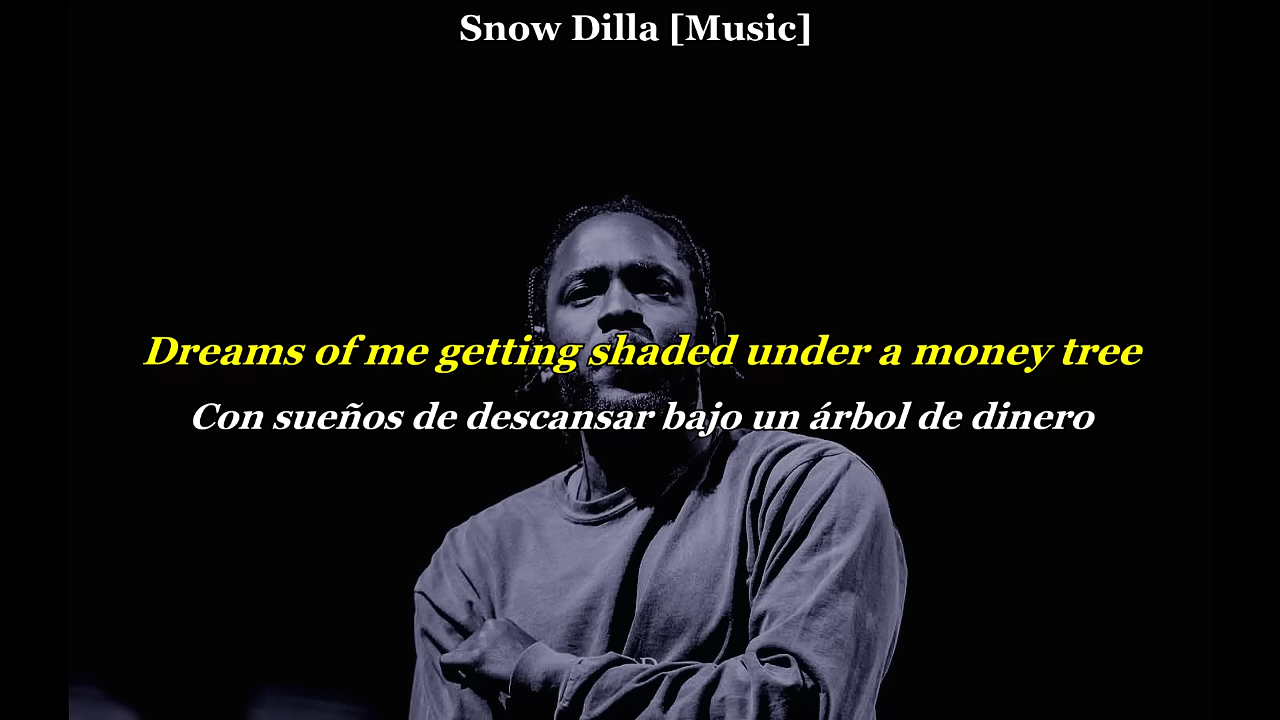 Snow Dilla [Music]
Dreams of me getting shaded under a money tree
Con sueños de descansar bajo un árbol de dinero